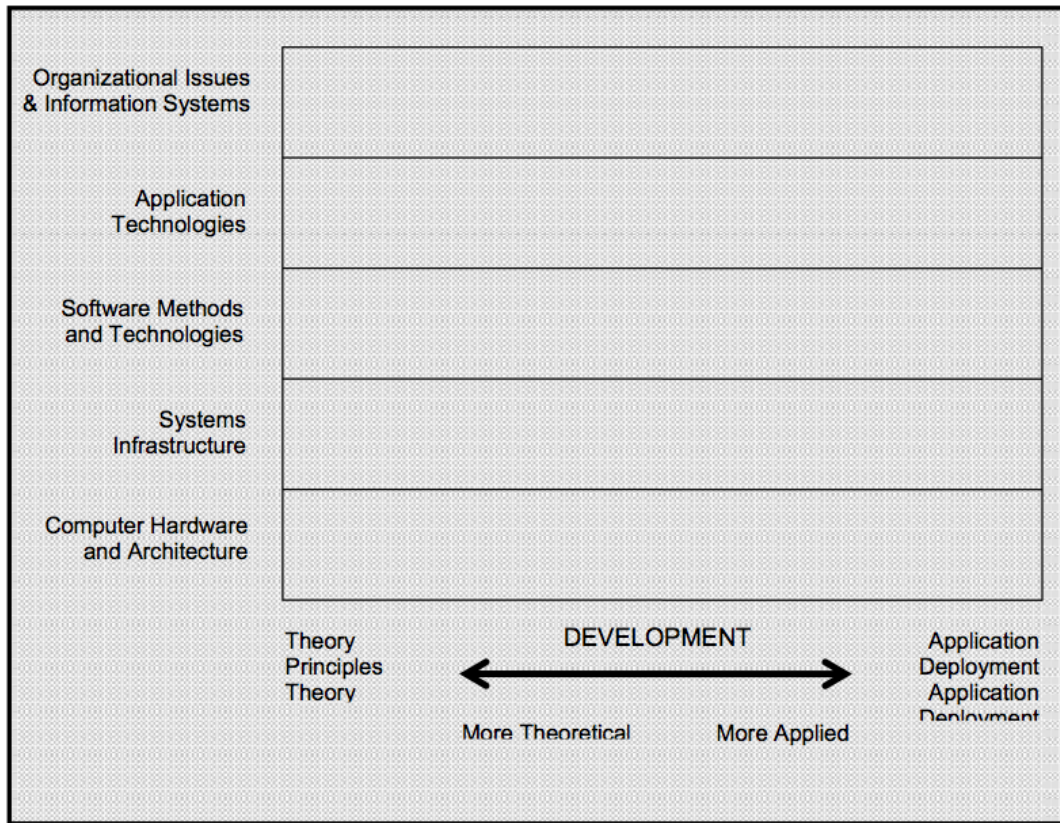 Organizational Issues
& Information Systems
Application
Technologies
Software Methods
and Technologies
Systems
Infrastructure
Computer Hardware
and Architecture
Theory
Principles
Theory
DEVELOPMENT
More Theoretical
More Applied
Application
Deployment
Application
Deployment